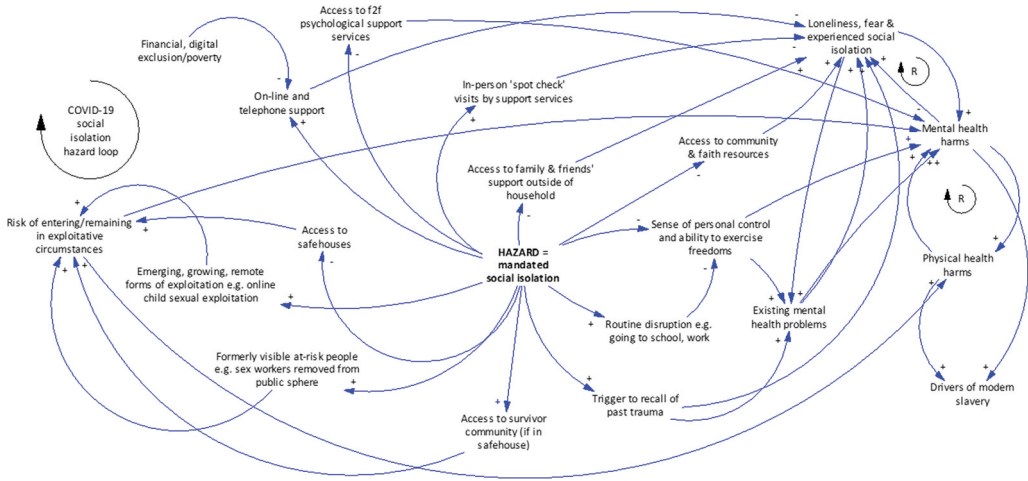 Access to f2f
psychological support
services
Loneliness, fear &
experienced social
isolation
Financial, digital
exclusion/poverty
R
COVID-19
social
isolation
hazard loop
On-line and
telephone support
In-person 'spot check'
visits by support services
Mental health
harms
Access to community
& faith resources
Access to family & friends'
support outside of
household
R
Risk of entering/remaining
in exploitative
circumstances
Access to
safehouses
Sense of personal control
and ability to exercise
freedoms
HAZARD =
mandated
social isolation
Physical health
harms
Emerging, growing, remote
forms of exploitation e.g. online
child sexual exploitation
Routine disruption e.g.
going to school, work
Existing mental
health problems
Formerly visible at-risk people
e.g. sex workers removed from
public sphere
Drivers of modern
slavery
Trigger to recall of
past trauma
Access to survivor
community (if in
safehouse)